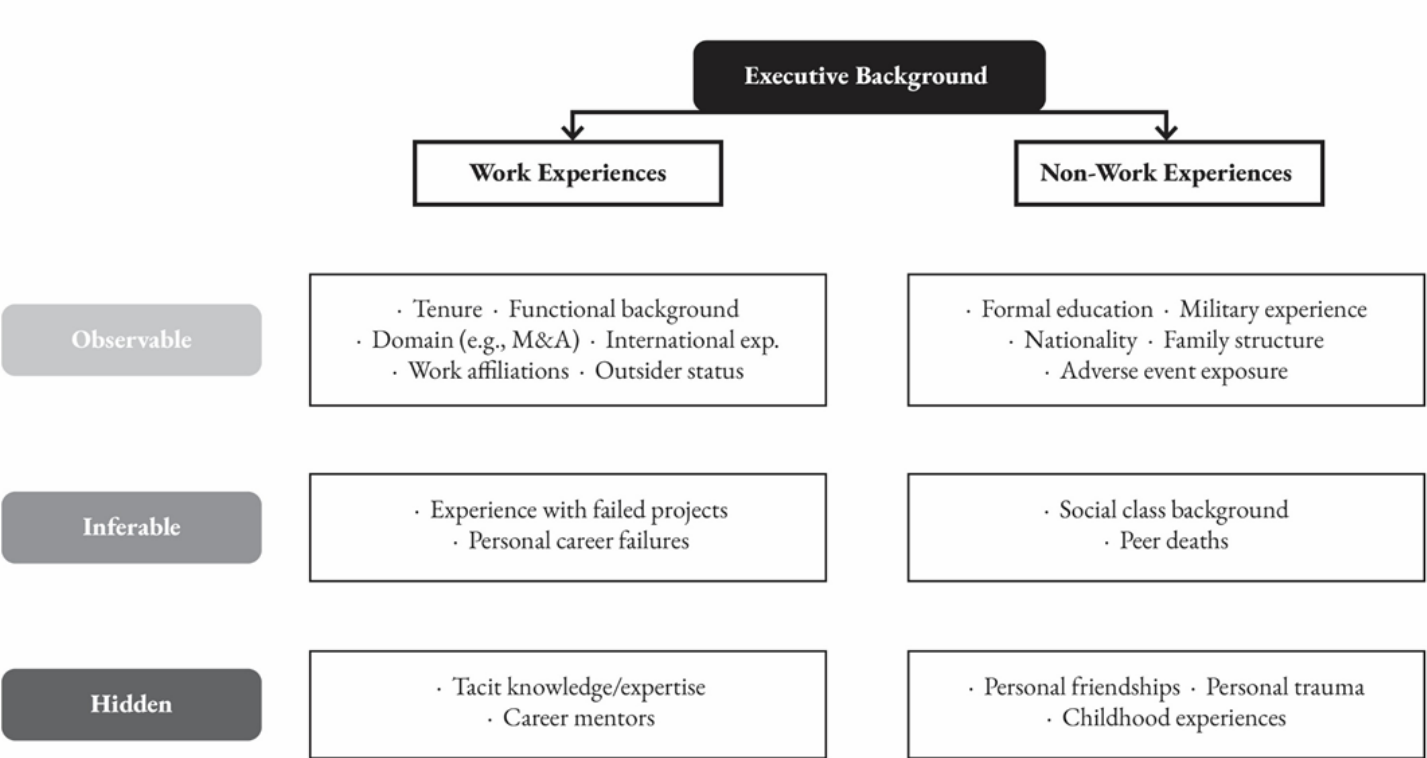 Executive Background
Work Experiences
Non-Work Experiences
Observable
· Tenure · Functional background
· Domain (e.g., M&A) · International exp.
· Work affiliations · Outsider status
· Formal education · Military experience
· Nationality · Family structure
· Adverse event exposure
Inferable
· Experience with failed projects
· Personal career failures
· Social class background
· Peer deaths
Hidden
· Tacit knowledge/expertise
· Career mentors
· Personal friendships · Personal trauma
· Childhood experiences